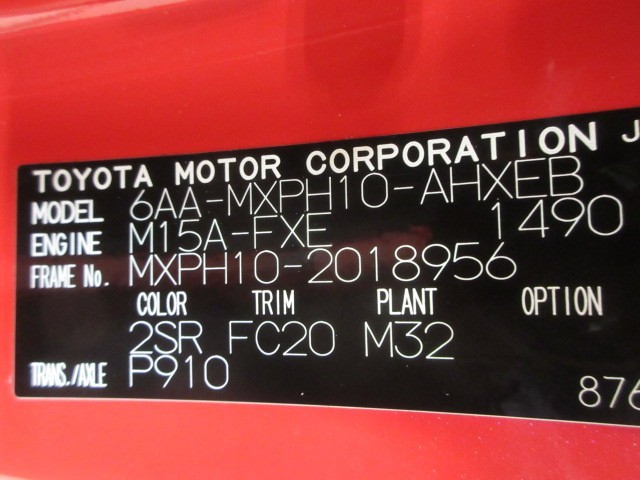 TOYOTA MOTOR CORPORATION J
MODEL 6AA-MXPH10-AHXEB
ENGINE M15A-FXE 1490
FRAME No. MXPH10-2018956
COLOR TRIM PLANT OPTION
2SR FC20 M32
TRANS./AXLE P910
876